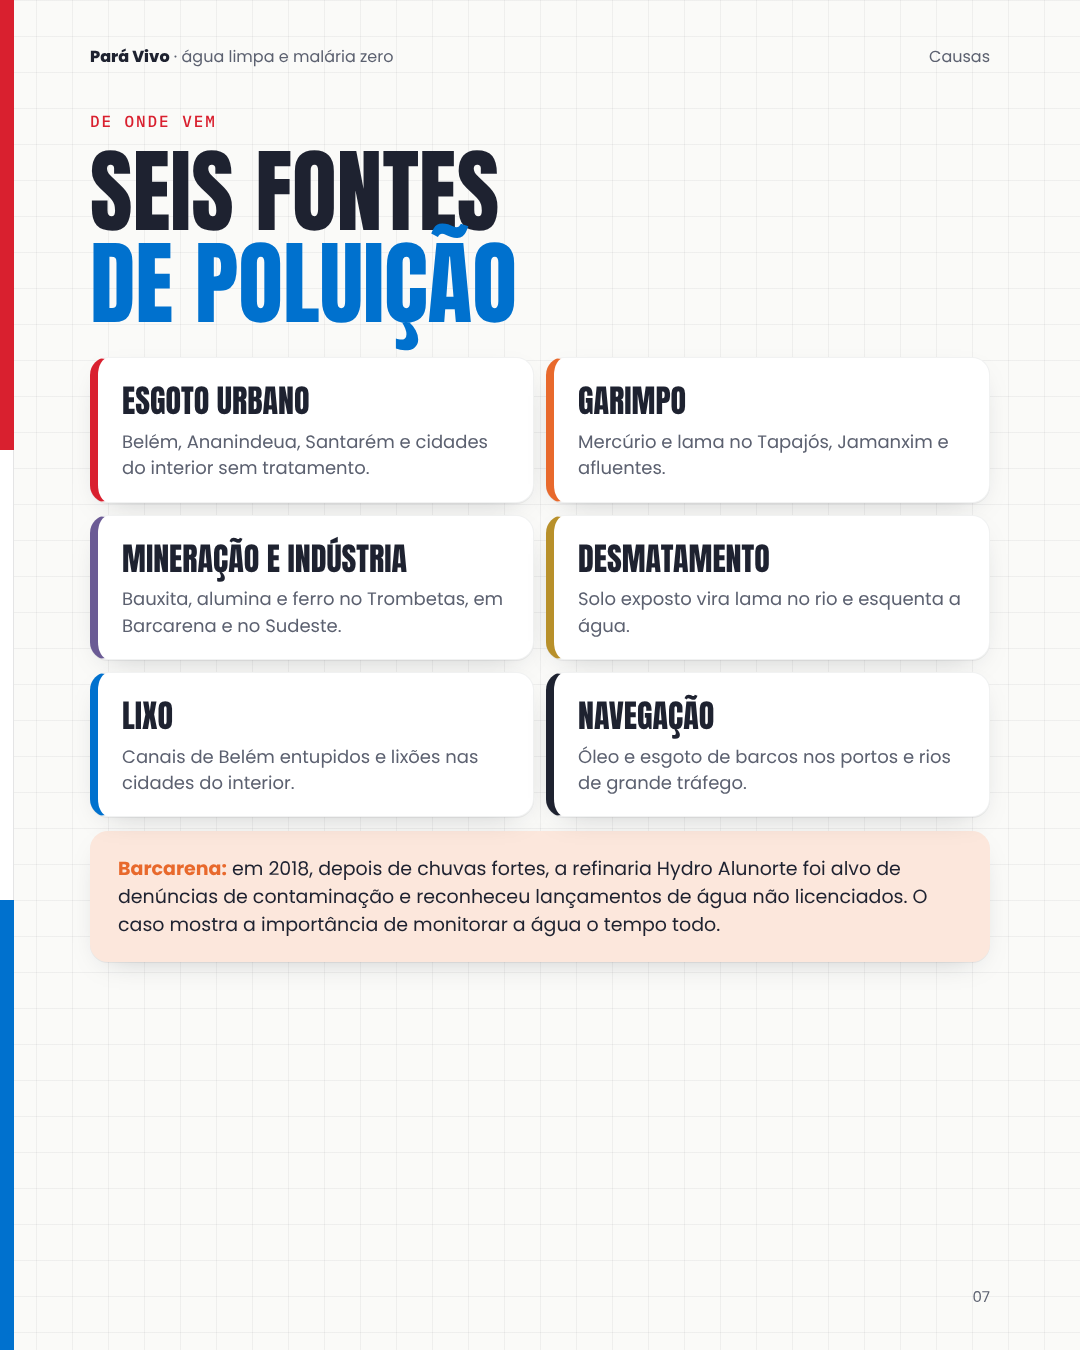 Pará Vivo · água limpa e malária zero
Causas
DE ONDE VEM
SEIS FONTES
DE POLUIÇÃO
ESGOTO URBANO
Belém, Ananindeua, Santarém e cidades
do interior sem tratamento.
GARIMPO
Mercúrio e lama no Tapajós, Jamanxim e
afluentes.
MINERAÇÃO E INDÚSTRIA
Bauxita, alumina e ferro no Trombetas, em
Barcarena e no Sudeste.
DESMATAMENTO
Solo exposto vira lama no rio e esquenta a
água.
LIXO
Canais de Belém entupidos e lixões nas
cidades do interior.
NAVEGAÇÃO
Óleo e esgoto de barcos nos portos e rios
de grande tráfego.
Barcarena: em 2018, depois de chuvas fortes, a refinaria Hydro Alunorte foi alvo de
denúncias de contaminação e reconheceu lançamentos de água não licenciados. O
caso mostra a importância de monitorar a água o tempo todo.
07